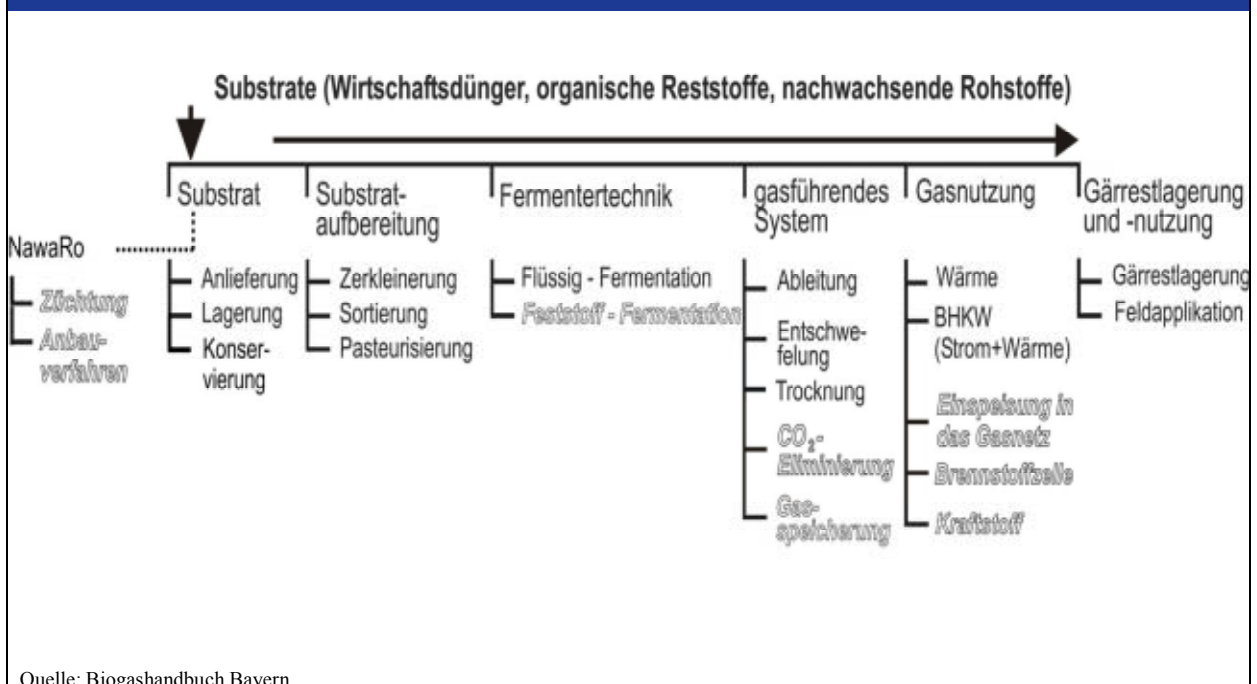 Substrate (Wirtschaftsdünger, organische Reststoffe, nachwachsende Rohstoffe)
NawaRo
Züchtung
Anbau-
verfahren
Substrat
Anlieferung
Lagerung
Konser-
vierung
Substrat-
aufbereitung
Zerkleinerung
Sortierung
Pasteurisierung
Fermentertechnik
Flüssig - Fermentation
Feststoff - Fermentation
gasführendes
System
Ableitung
Entschwe-
felung
Trocknung
CO₂-
Eliminierung
Gas-
speicherung
Gasnutzung
Wärme
BHKW
(Strom+Wärme)
Einspeisung in
das Gasnetz
Brennstoffzelle
Kraftstoff
Gärrestlagerung
und -nutzung
Gärrestlagerung
Feldapplikation
Quelle: Biogashandbuch Bayern